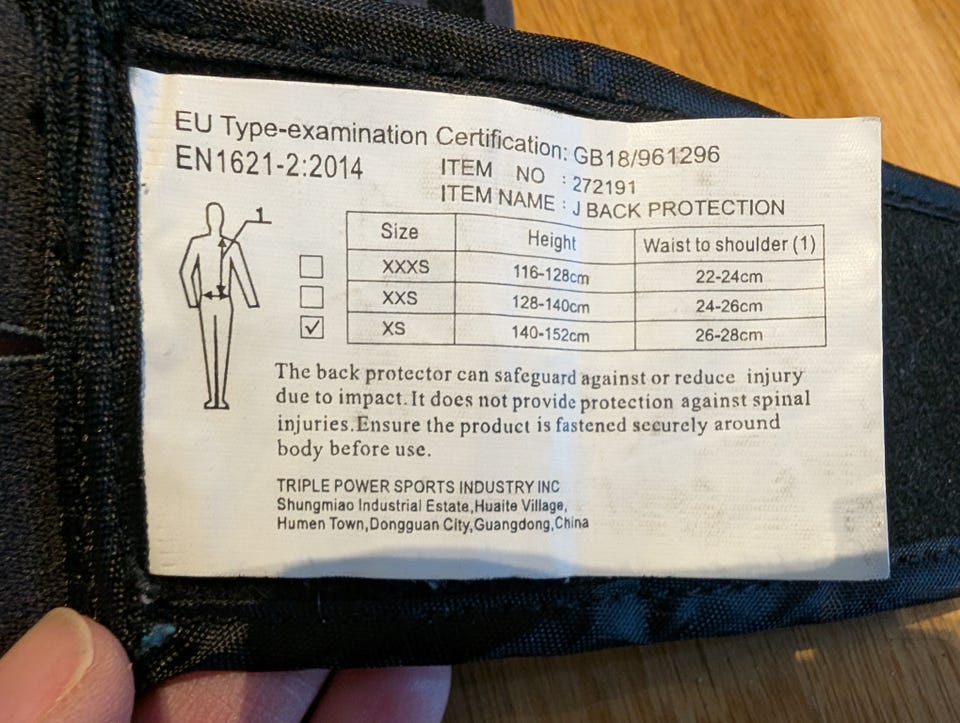 EU Type-examination Certification: GB18/961296
EN1621-2:2014
ITEM NO : 272191
ITEM NAME : J BACK PROTECTION
1
Size Height Waist to shoulder (1)
XXXS 116-128cm 22-24cm
XXS 128-140cm 24-26cm
XS 140-152cm 26-28cm
The back protector can safeguard against or reduce injury
due to impact.It does not provide protection against spinal
injuries.Ensure the product is fastened securely around
body before use.
TRIPLE POWER SPORTS INDUSTRY INC
Shungmiao Industrial Estate,Huaite Village,
Humen Town,Dongguan City,Guangdong,China